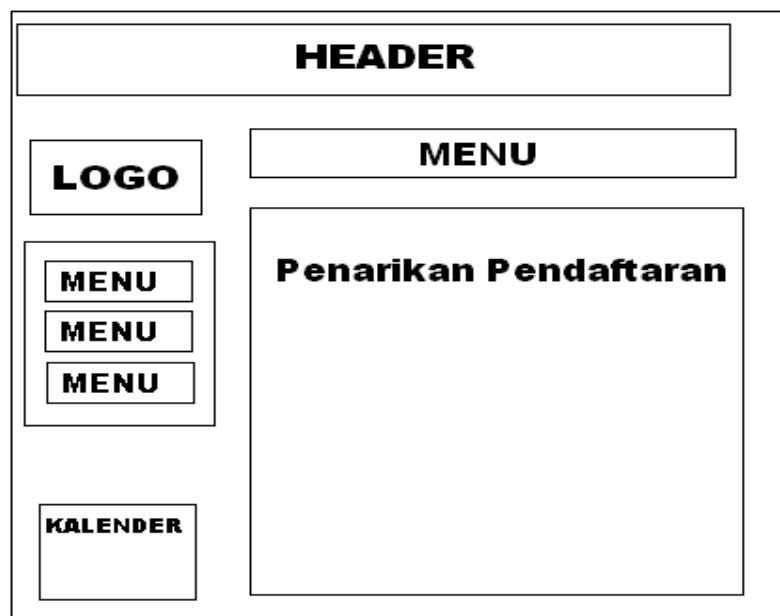 HEADER
LOGO
MENU
MENU
MENU
MENU
KALENDER
Penarikan Pendaftaran